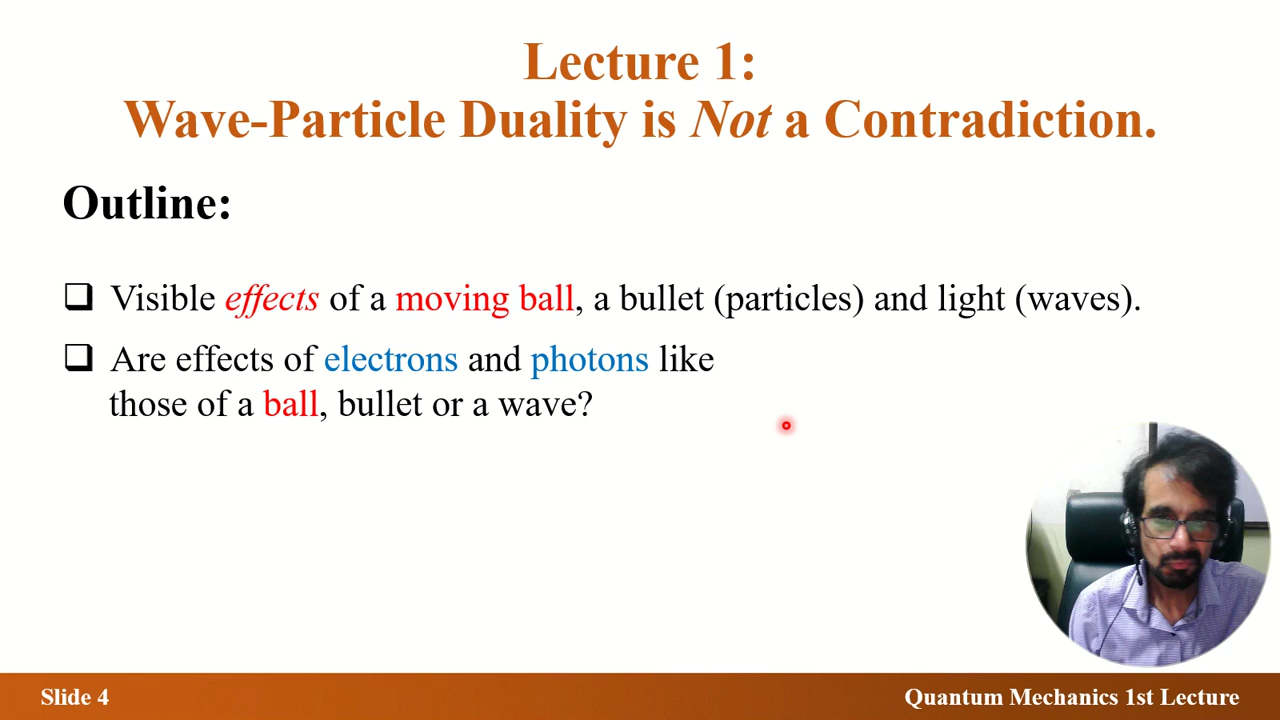 Lecture 1:
Wave-Particle Duality is Not a Contradiction.
Outline:
❑ Visible effects of a moving ball, a bullet (particles) and light (waves).
❑ Are effects of electrons and photons like
those of a ball, bullet or a wave?
Slide 4
Quantum Mechanics 1st Lecture